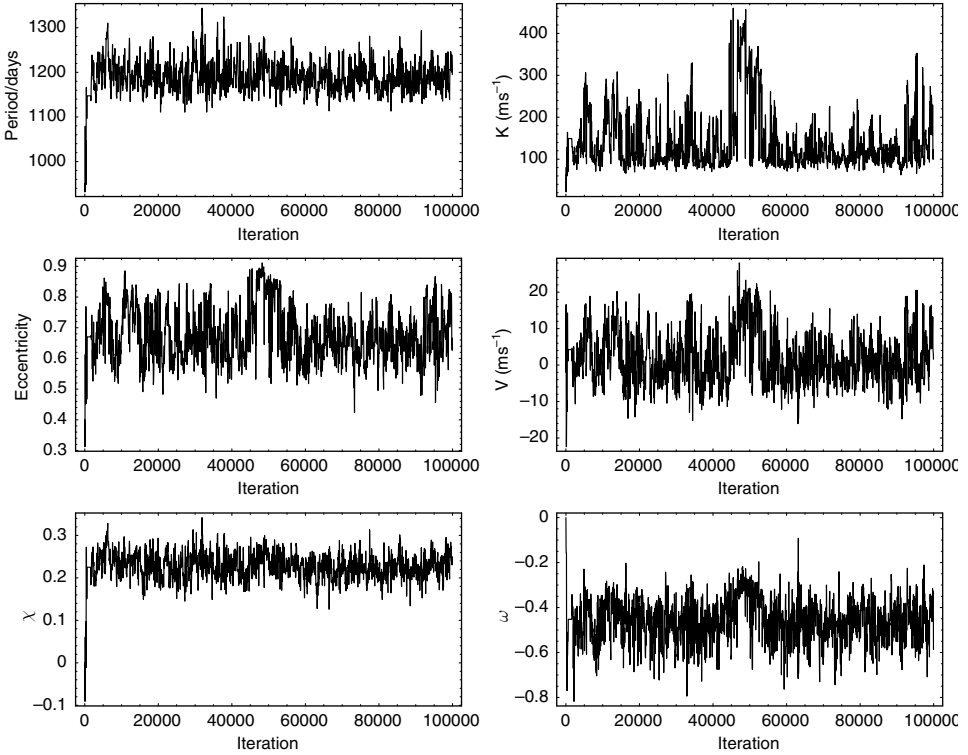 Period/days
1300
1200
1100
1000
0 20000 40000 60000 80000 100000
Iteration
K (ms⁻¹)
400
300
200
100
0 20000 40000 60000 80000 100000
Iteration
Eccentricity
0.9
0.8
0.7
0.6
0.5
0.4
0.3
0 20000 40000 60000 80000 100000
Iteration
V (ms⁻¹)
20
10
0
−10
−20
0 20000 40000 60000 80000 100000
Iteration
χ
0.3
0.2
0.1
0
−0.1
0 20000 40000 60000 80000 100000
Iteration
ω
0
−0.2
−0.4
−0.6
−0.8
0 20000 40000 60000 80000 100000
Iteration